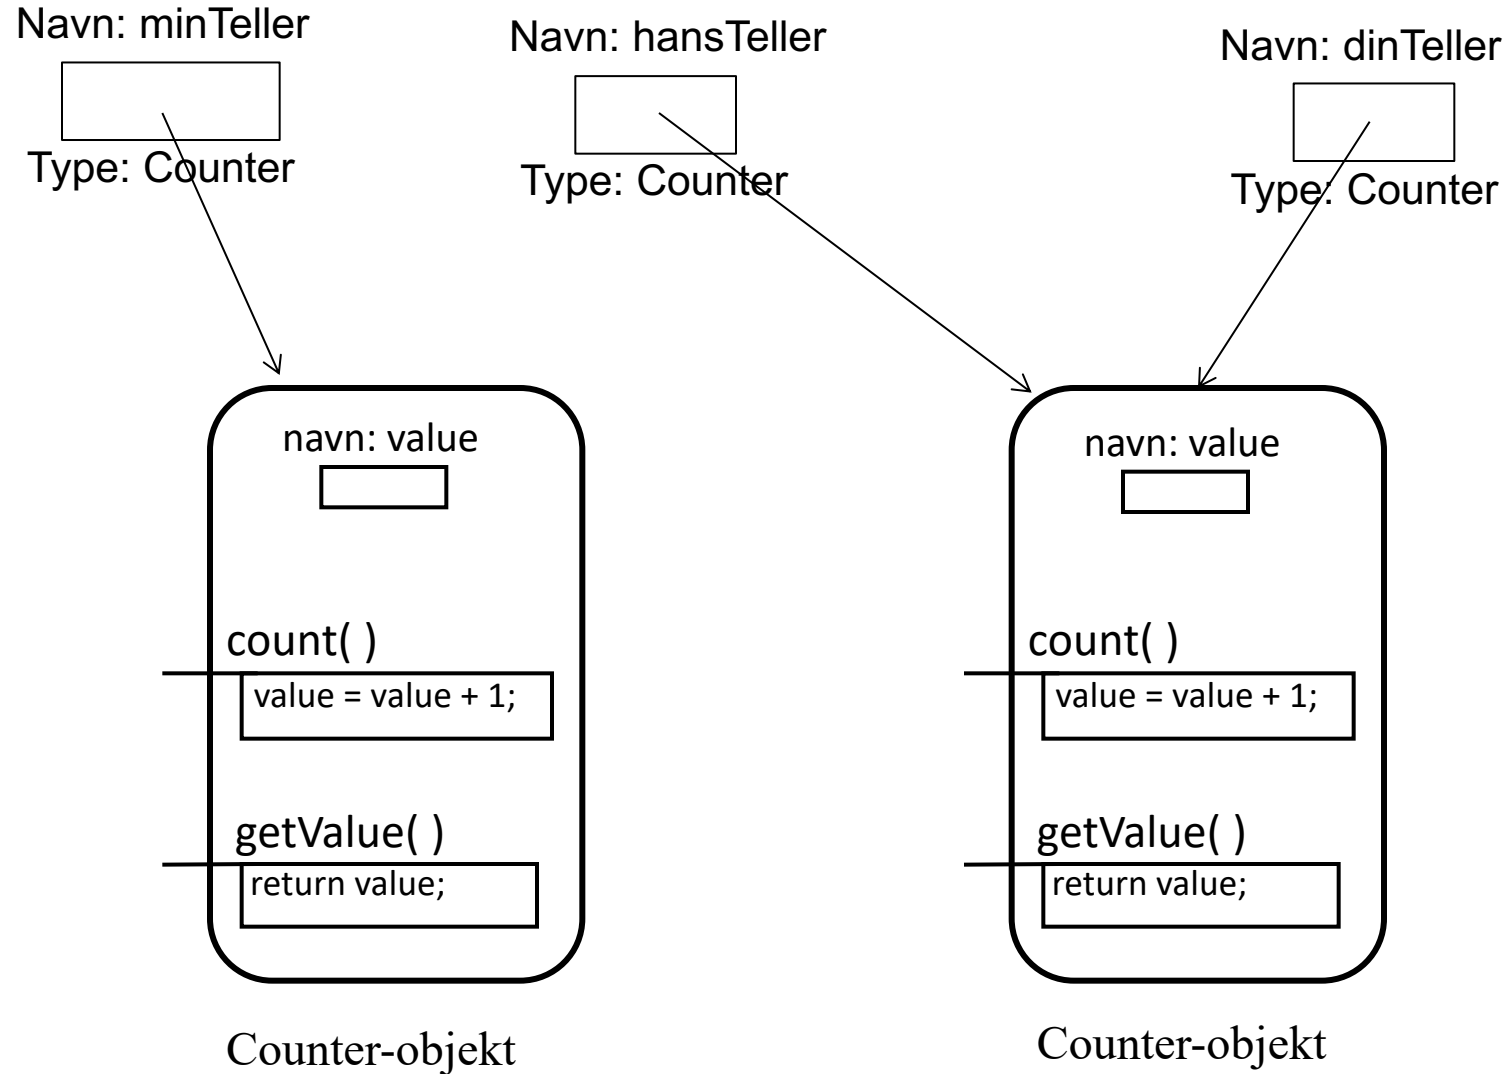 Navn: minTeller
Type: Counter
Navn: hansTeller
Type: Counter
Navn: dinTeller
Type: Counter
navn: value
count( )
value = value + 1;
getValue( )
return value;
Counter-objekt
navn: value
count( )
value = value + 1;
getValue( )
return value;
Counter-objekt